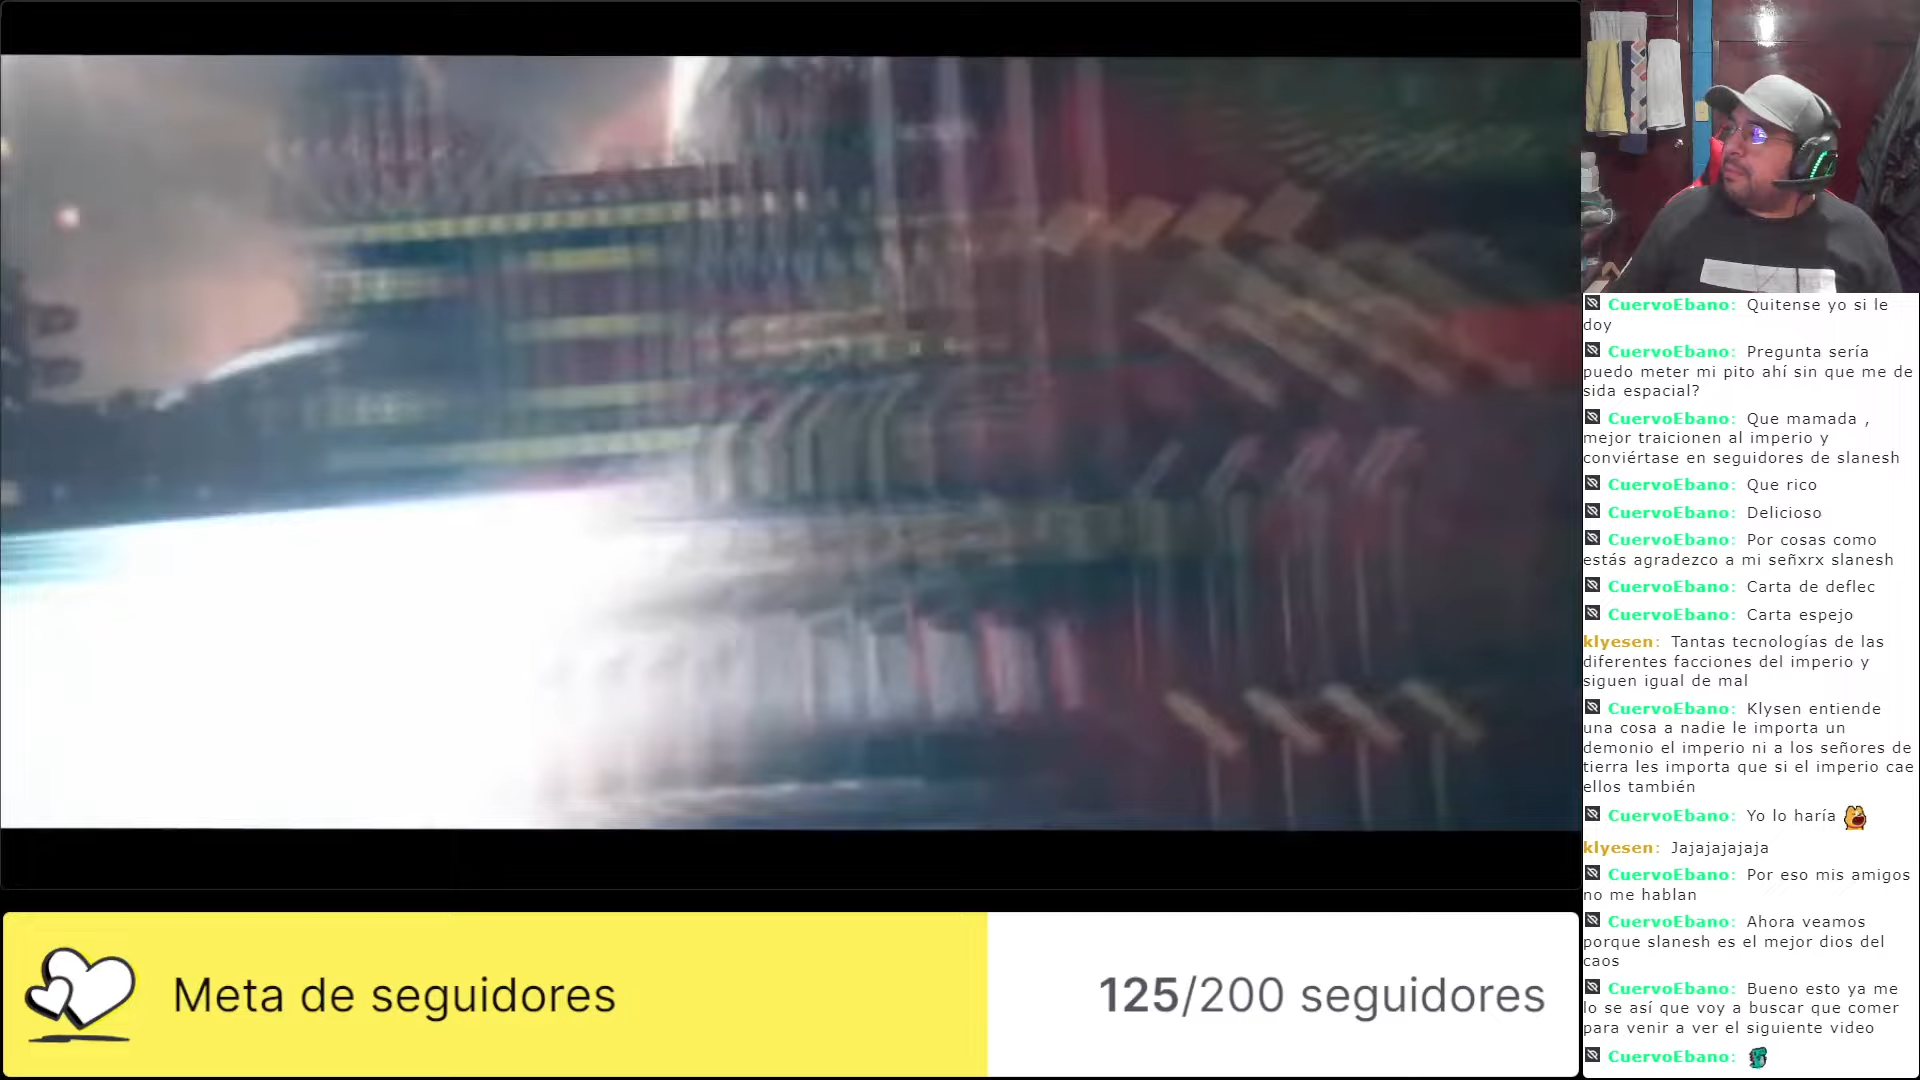 CuervoEbano: Quitense yo si le
doy
CuervoEbano: Pregunta sería
puedo meter mi pito ahí sin que me de
sida espacial?
CuervoEbano: Que mamada ,
mejor traicionen al imperio y
conviértase en seguidores de slanesh
CuervoEbano: Que rico
CuervoEbano: Delicioso
CuervoEbano: Por cosas como
estás agradezco a mi señxrx slanesh
CuervoEbano: Carta de deflec
CuervoEbano: Carta espejo
klyesen: Tantas tecnologías de las
diferentes facciones del imperio y
siguen igual de mal
CuervoEbano: Klysen entiende
una cosa a nadie le importa un
demonio el imperio ni a los señores de
tierra les importa que si el imperio cae
ellos también
CuervoEbano: Yo lo haría
klyesen: Jajajajajaja
CuervoEbano: Por eso mis amigos
no me hablan
CuervoEbano: Ahora veamos
porque slanesh es el mejor dios del
caos
CuervoEbano: Bueno esto ya me
lo se así que voy a buscar que comer
para venir a ver el siguiente video
CuervoEbano:
Meta de seguidores
125/200 seguidores